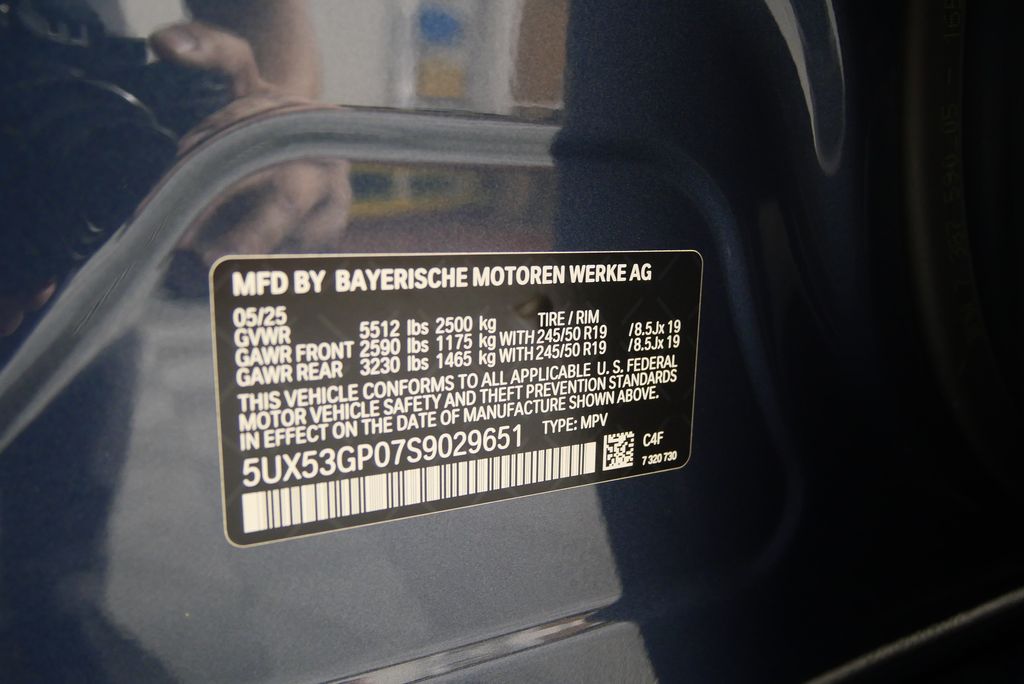 MFD BY BAYERISCHE MOTOREN WERKE AG
05/25 TIRE / RIM
GVWR 5512 lbs 2500 kg
GAWR FRONT 2590 lbs 1175 kg WITH 245/50 R19 /8.5Jx 19
GAWR REAR 3230 lbs 1465 kg WITH 245/50 R19 /8.5Jx 19
THIS VEHICLE CONFORMS TO ALL APPLICABLE U. S. FEDERAL
MOTOR VEHICLE SAFETY AND THEFT PREVENTION STANDARDS
IN EFFECT ON THE DATE OF MANUFACTURE SHOWN ABOVE.
5UX53GP07S9029651 TYPE: MPV
C4F
7 320 730